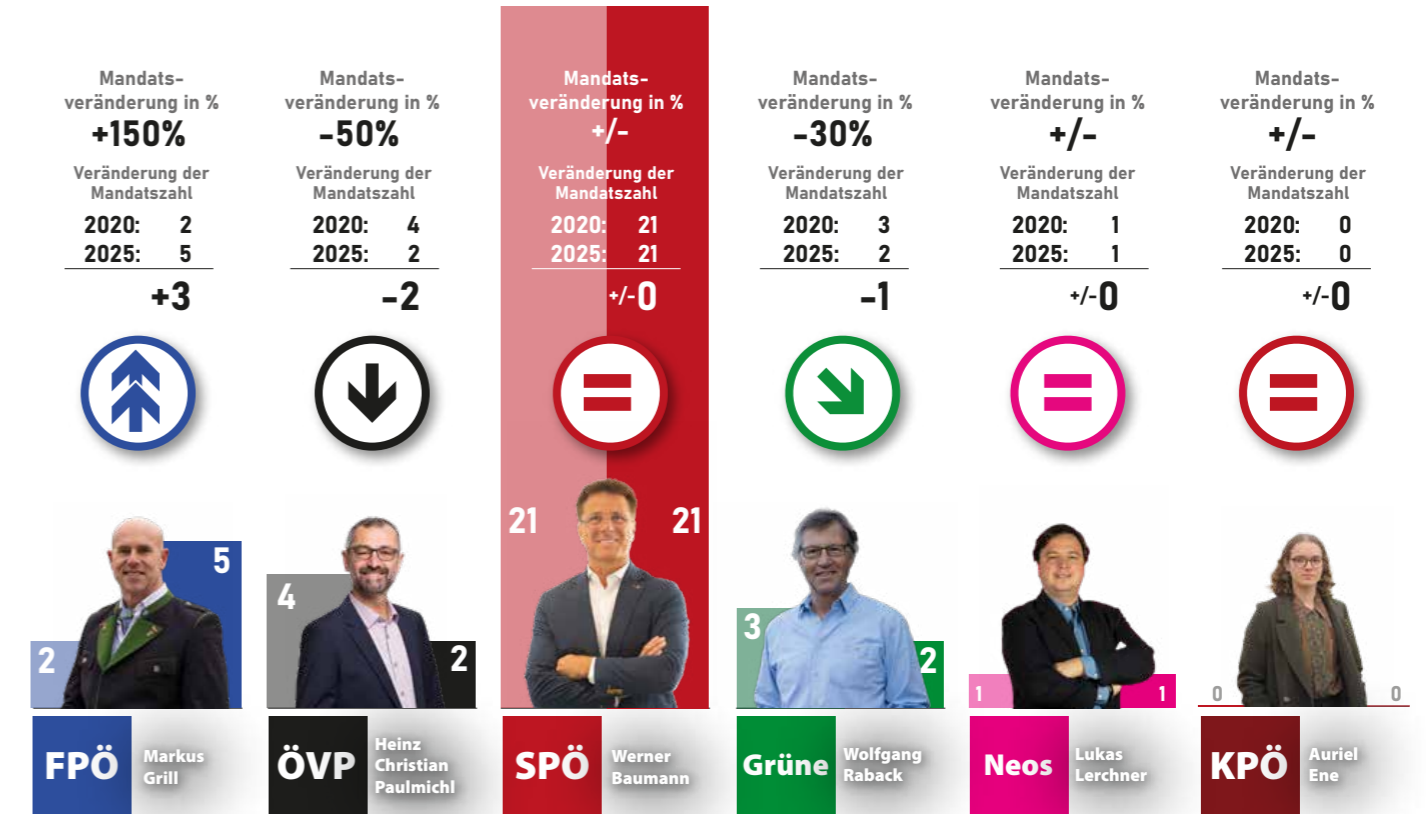 Mandats-
veränderung in %
+150%
Veränderung der
Mandatszahl
2020: 2
2025: 5
+3
5
2
FPÖ
Markus
Grill
Mandats-
veränderung in %
-50%
Veränderung der
Mandatszahl
2020: 4
2025: 2
-2
4
2
ÖVP
Heinz
Christian
Paulmichl
Mandats-
veränderung in %
+/-
Veränderung der
Mandatszahl
2020: 21
2025: 21
+/-0
21
21
SPÖ
Werner
Baumann
Mandats-
veränderung in %
-30%
Veränderung der
Mandatszahl
2020: 3
2025: 2
-1
3
2
Grüne
Wolfgang
Raback
Mandats-
veränderung in %
+/-
Veränderung der
Mandatszahl
2020: 1
2025: 1
+/-0
1
1
Neos
Lukas
Lerchner
Mandats-
veränderung in %
+/-
Veränderung der
Mandatszahl
2020: 0
2025: 0
+/-0
0
0
KPÖ
Auriel
Ene